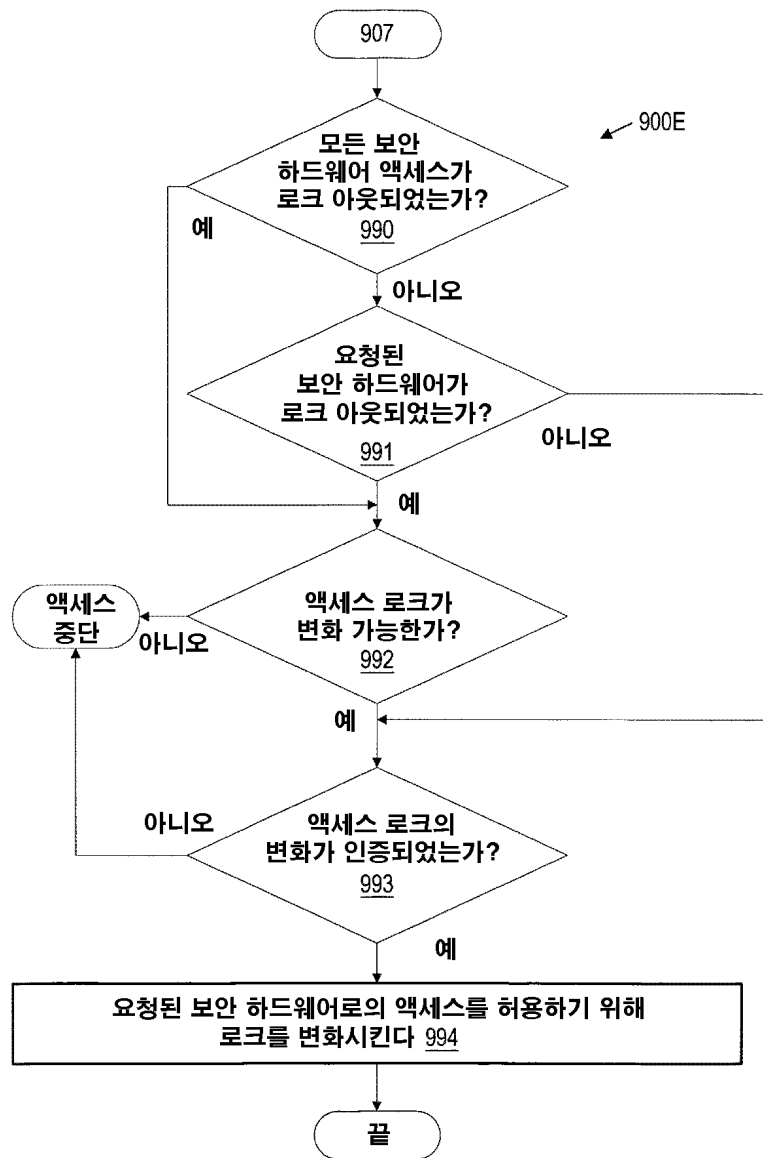 907
900E
모든 보안
하드웨어 액세스가
로크 아웃되었는가?
990
예
아니오
요청된
보안 하드웨어가
로크 아웃되었는가?
991
아니오
예
액세스
중단
아니오
액세스 로크가
변화 가능한가?
992
예
아니오
액세스 로크의
변화가 인증되었는가?
993
예
요청된 보안 하드웨어로의 액세스를 허용하기 위해
로크를 변화시킨다 994
끝